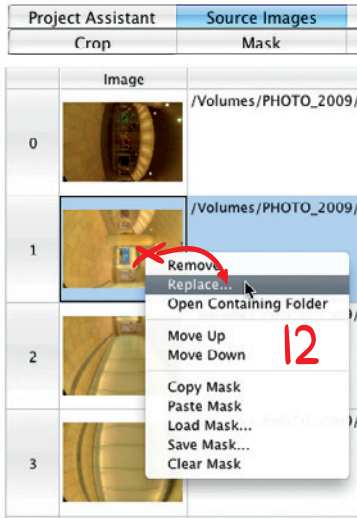 Project Assistant Source Images
Crop Mask
Image
/Volumes/PHOTO_2009/
0
/Volumes/PHOTO_2009/
1
Remove
Replace...
Open Containing Folder
Move Up
Move Down
12
2
Copy Mask
Paste Mask
Load Mask...
Save Mask...
Clear Mask
3